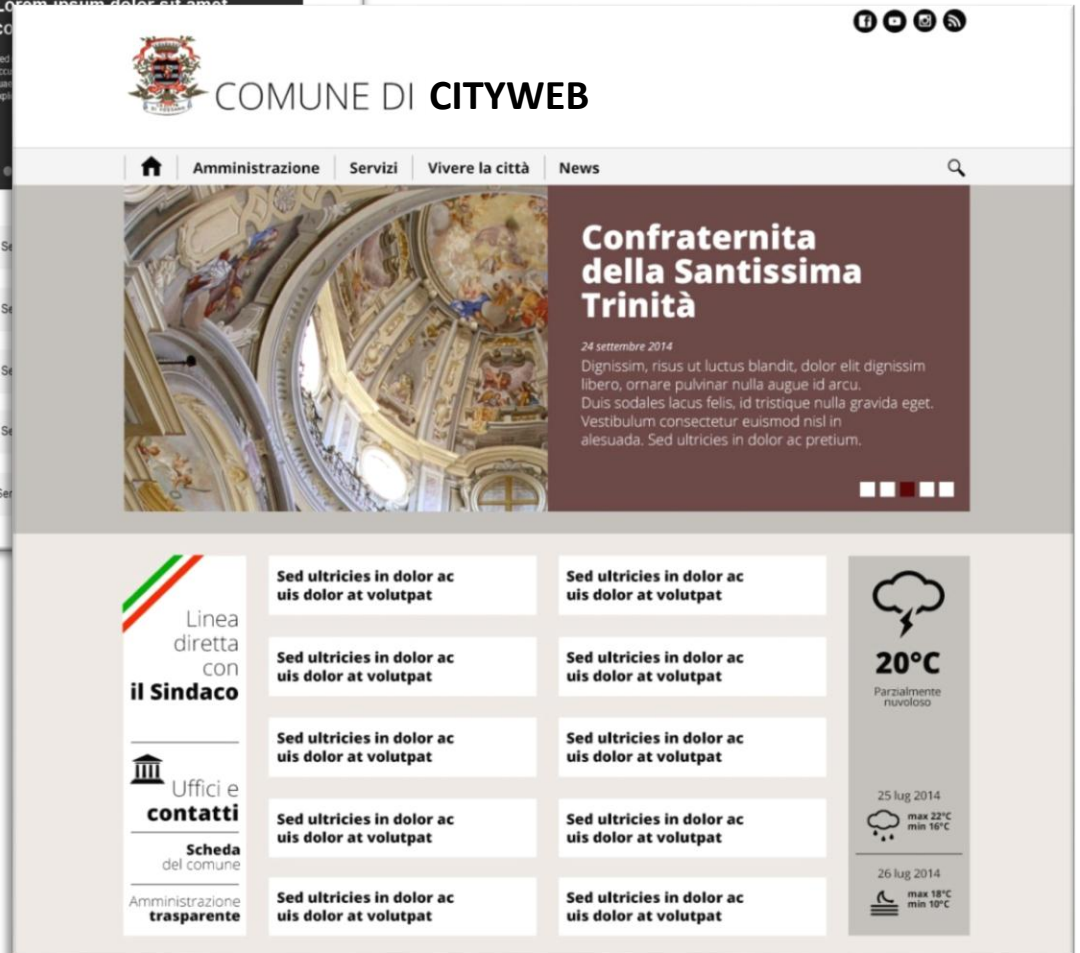 Lorem ipsum dolor sit amet
COMUNE DI CITYWEB
Amministrazione
Servizi
Vivere la città
News
Confraternita
della Santissima
Trinità
24 settembre 2014
Dignissim, risus ut luctus blandit, dolor elit dignissim
libero, ornare pulvinar nulla augue id arcu.
Duis sodales lacus felis, id tristique nulla gravida eget.
Vestibulum consectetur euismod nisl in
alesuada. Sed ultricies in dolor ac pretium.
Linea
diretta
con
il Sindaco
Uffici e
contatti
Scheda
del comune
Amministrazione
trasparente
Sed ultricies in dolor ac
uis dolor at volutpat
Sed ultricies in dolor ac
uis dolor at volutpat
Sed ultricies in dolor ac
uis dolor at volutpat
Sed ultricies in dolor ac
uis dolor at volutpat
Sed ultricies in dolor ac
uis dolor at volutpat
Sed ultricies in dolor ac
uis dolor at volutpat
Sed ultricies in dolor ac
uis dolor at volutpat
Sed ultricies in dolor ac
uis dolor at volutpat
Sed ultricies in dolor ac
uis dolor at volutpat
Sed ultricies in dolor ac
uis dolor at volutpat
20°C
Parzialmente
nuvoloso
25 lug 2014
max 22°C
min 16°C
26 lug 2014
max 18°C
min 10°C